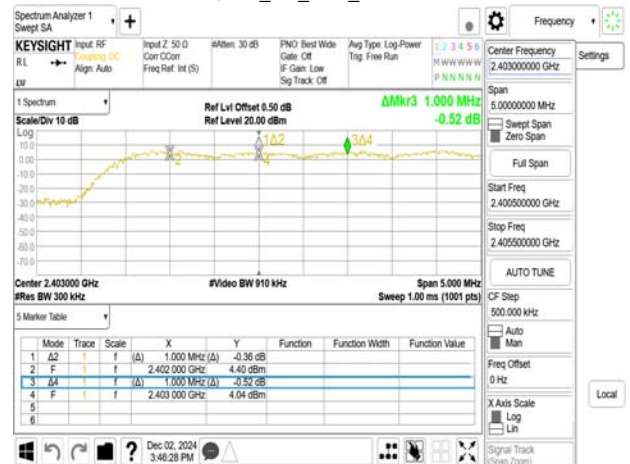 Spectrum Analyzer 1
Swept SA
+
Frequency
KEYSIGHT
RL
Input: RF
Coupling: DC
Align: Auto
Input Z: 50 Ω
Corr CCorr
Freq Ref: Int (S)
#Atten: 30 dB
PNO: Best Wide
Gate: Off
IF Gain: Low
Sig Track: Off
Avg Type: Log-Power
Trig: Free Run
1 2 3 4 5 6
M W W W W W
P N N N N N
1 Spectrum
Scale/Div 10 dB
Ref Lvl Offset 0.50 dB
Ref Level 20.00 dBm
ΔMkr3 1.000 MHz
-0.52 dB
Log
10.0
0.00
-10.0
-20.0
-30.0
-40.0
-50.0
-60.0
-70.0
1Δ2
3Δ4
2
4
Center 2.403000 GHz
#Res BW 300 kHz
#Video BW 910 kHz
Span 5.000 MHz
Sweep 1.00 ms (1001 pts)
5 Marker Table
Mode Trace Scale X Y Function Function Width Function Value
1 Δ2 1 f (Δ) 1.000 MHz (Δ) -0.36 dB
2 F 1 f 2.402 000 GHz 4.40 dBm
3 Δ4 1 f (Δ) 1.000 MHz (Δ) -0.52 dB
4 F 1 f 2.403 000 GHz 4.04 dBm
5
6
Dec 02, 2024
3:46:28 PM
?
Center Frequency
2.403000000 GHz
Settings
Span
5.00000000 MHz
Swept Span
Zero Span
Full Span
Start Freq
2.400500000 GHz
Stop Freq
2.405500000 GHz
AUTO TUNE
CF Step
500.000 kHz
Auto
Man
Freq Offset
0 Hz
X Axis Scale
Log
Lin
Local
Signal Track
(Span Zoom)